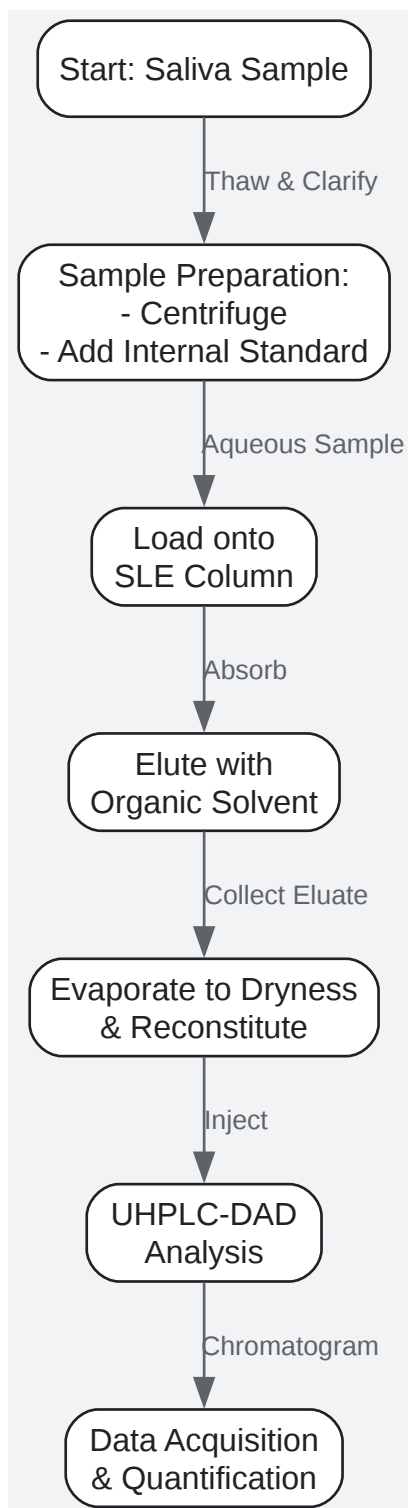 Start: Saliva Sample
Thaw & Clarify
Sample Preparation:
- Centrifuge
- Add Internal Standard
Aqueous Sample
Load onto
SLE Column
Absorb
Elute with
Organic Solvent
Collect Eluate
Evaporate to Dryness
& Reconstitute
Inject
UHPLC-DAD
Analysis
Chromatogram
Data Acquisition
& Quantification